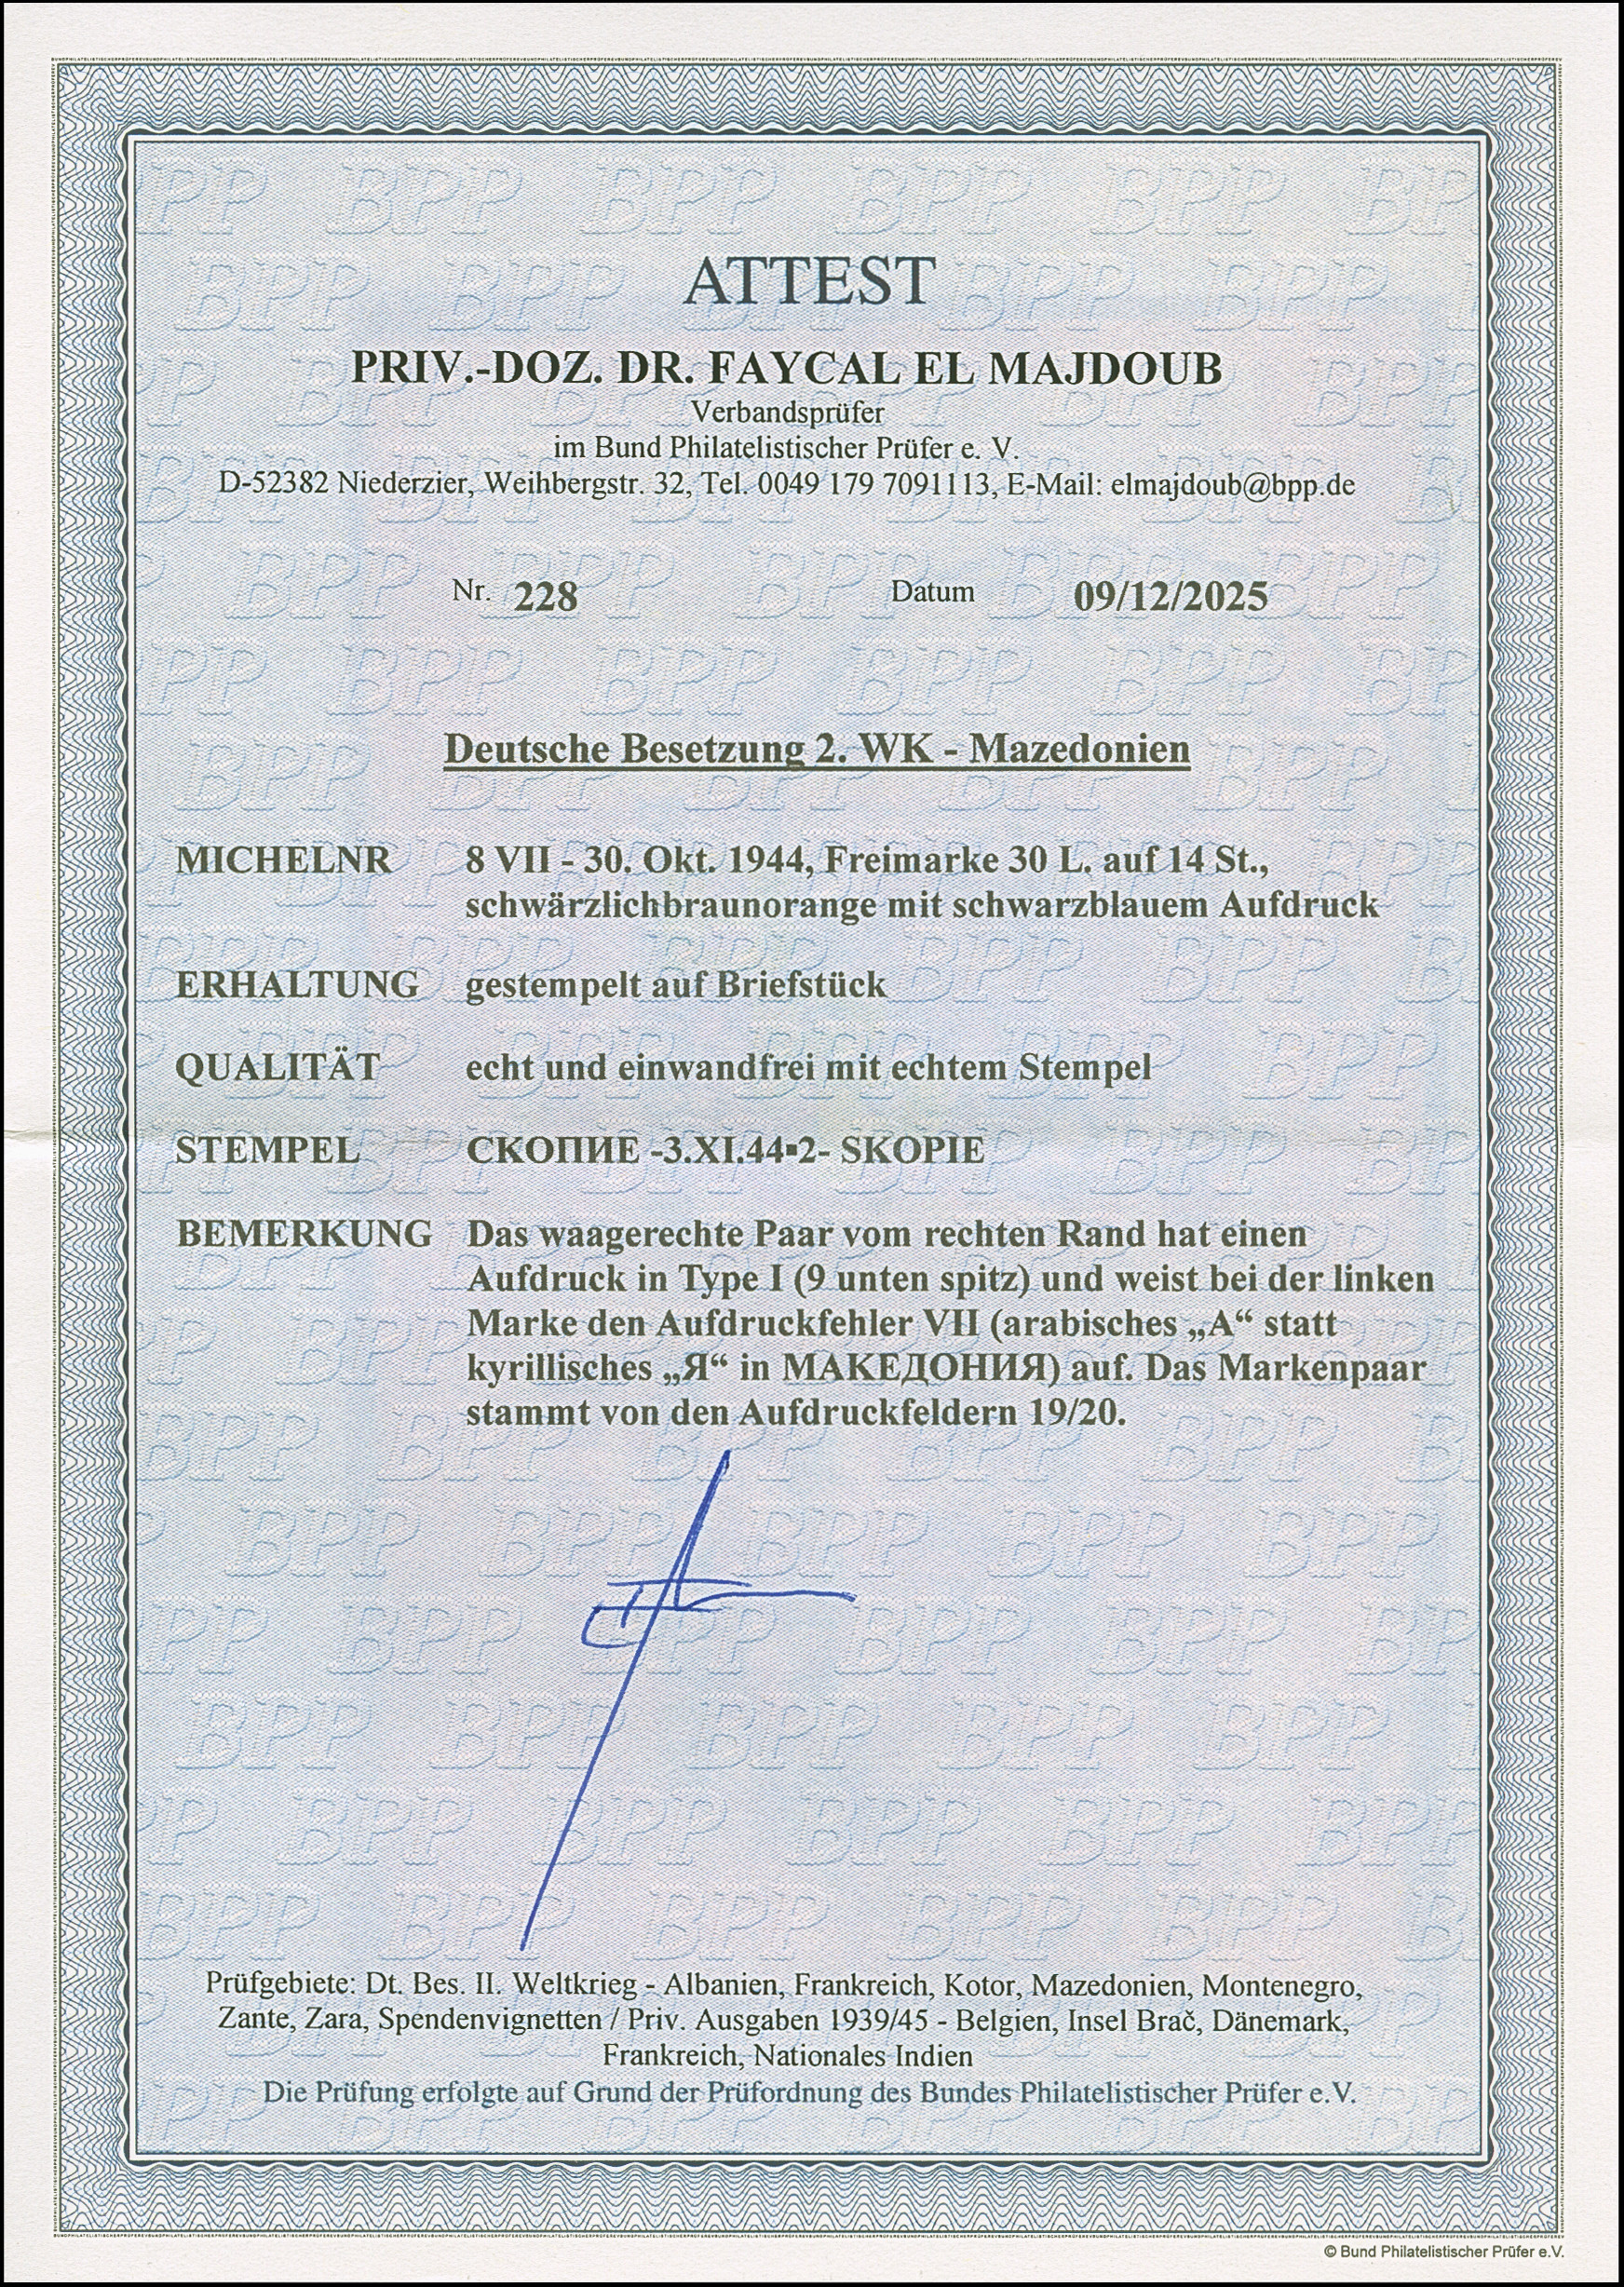 ATTEST
PRIV.-DOZ. DR. FAYCAL EL MAJDOUB
Verbandsprüfer
im Bund Philatelistischer Prüfer e. V.
D-52382 Niederzier, Weihbergstr. 32, Tel. 0049 179 7091113, E-Mail: elmajdoub@bpp.de
Nr. 228 Datum 09/12/2025
Deutsche Besetzung 2. WK - Mazedonien
MICHELNR 8 VII - 30. Okt. 1944, Freimarke 30 L. auf 14 St.,
schwärzlichbraunorange mit schwarzblauem Aufdruck
ERHALTUNG gestempelt auf Briefstück
QUALITÄT echt und einwandfrei mit echtem Stempel
STEMPEL СКОПИЕ -3.XI.44▪2- SKOPIE
BEMERKUNG Das waagerechte Paar vom rechten Rand hat einen
Aufdruck in Type I (9 unten spitz) und weist bei der linken
Marke den Aufdruckfehler VII (arabisches „A“ statt
kyrillisches „Я“ in МАКЕДОНИЯ) auf. Das Markenpaar
stammt von den Aufdruckfeldern 19/20.
Prüfgebiete: Dt. Bes. II. Weltkrieg - Albanien, Frankreich, Kotor, Mazedonien, Montenegro,
Zante, Zara, Spendenvignetten / Priv. Ausgaben 1939/45 - Belgien, Insel Brač, Dänemark,
Frankreich, Nationales Indien
Die Prüfung erfolgte auf Grund der Prüfordnung des Bundes Philatelistischer Prüfer e.V.
© Bund Philatelistischer Prüfer e.V.